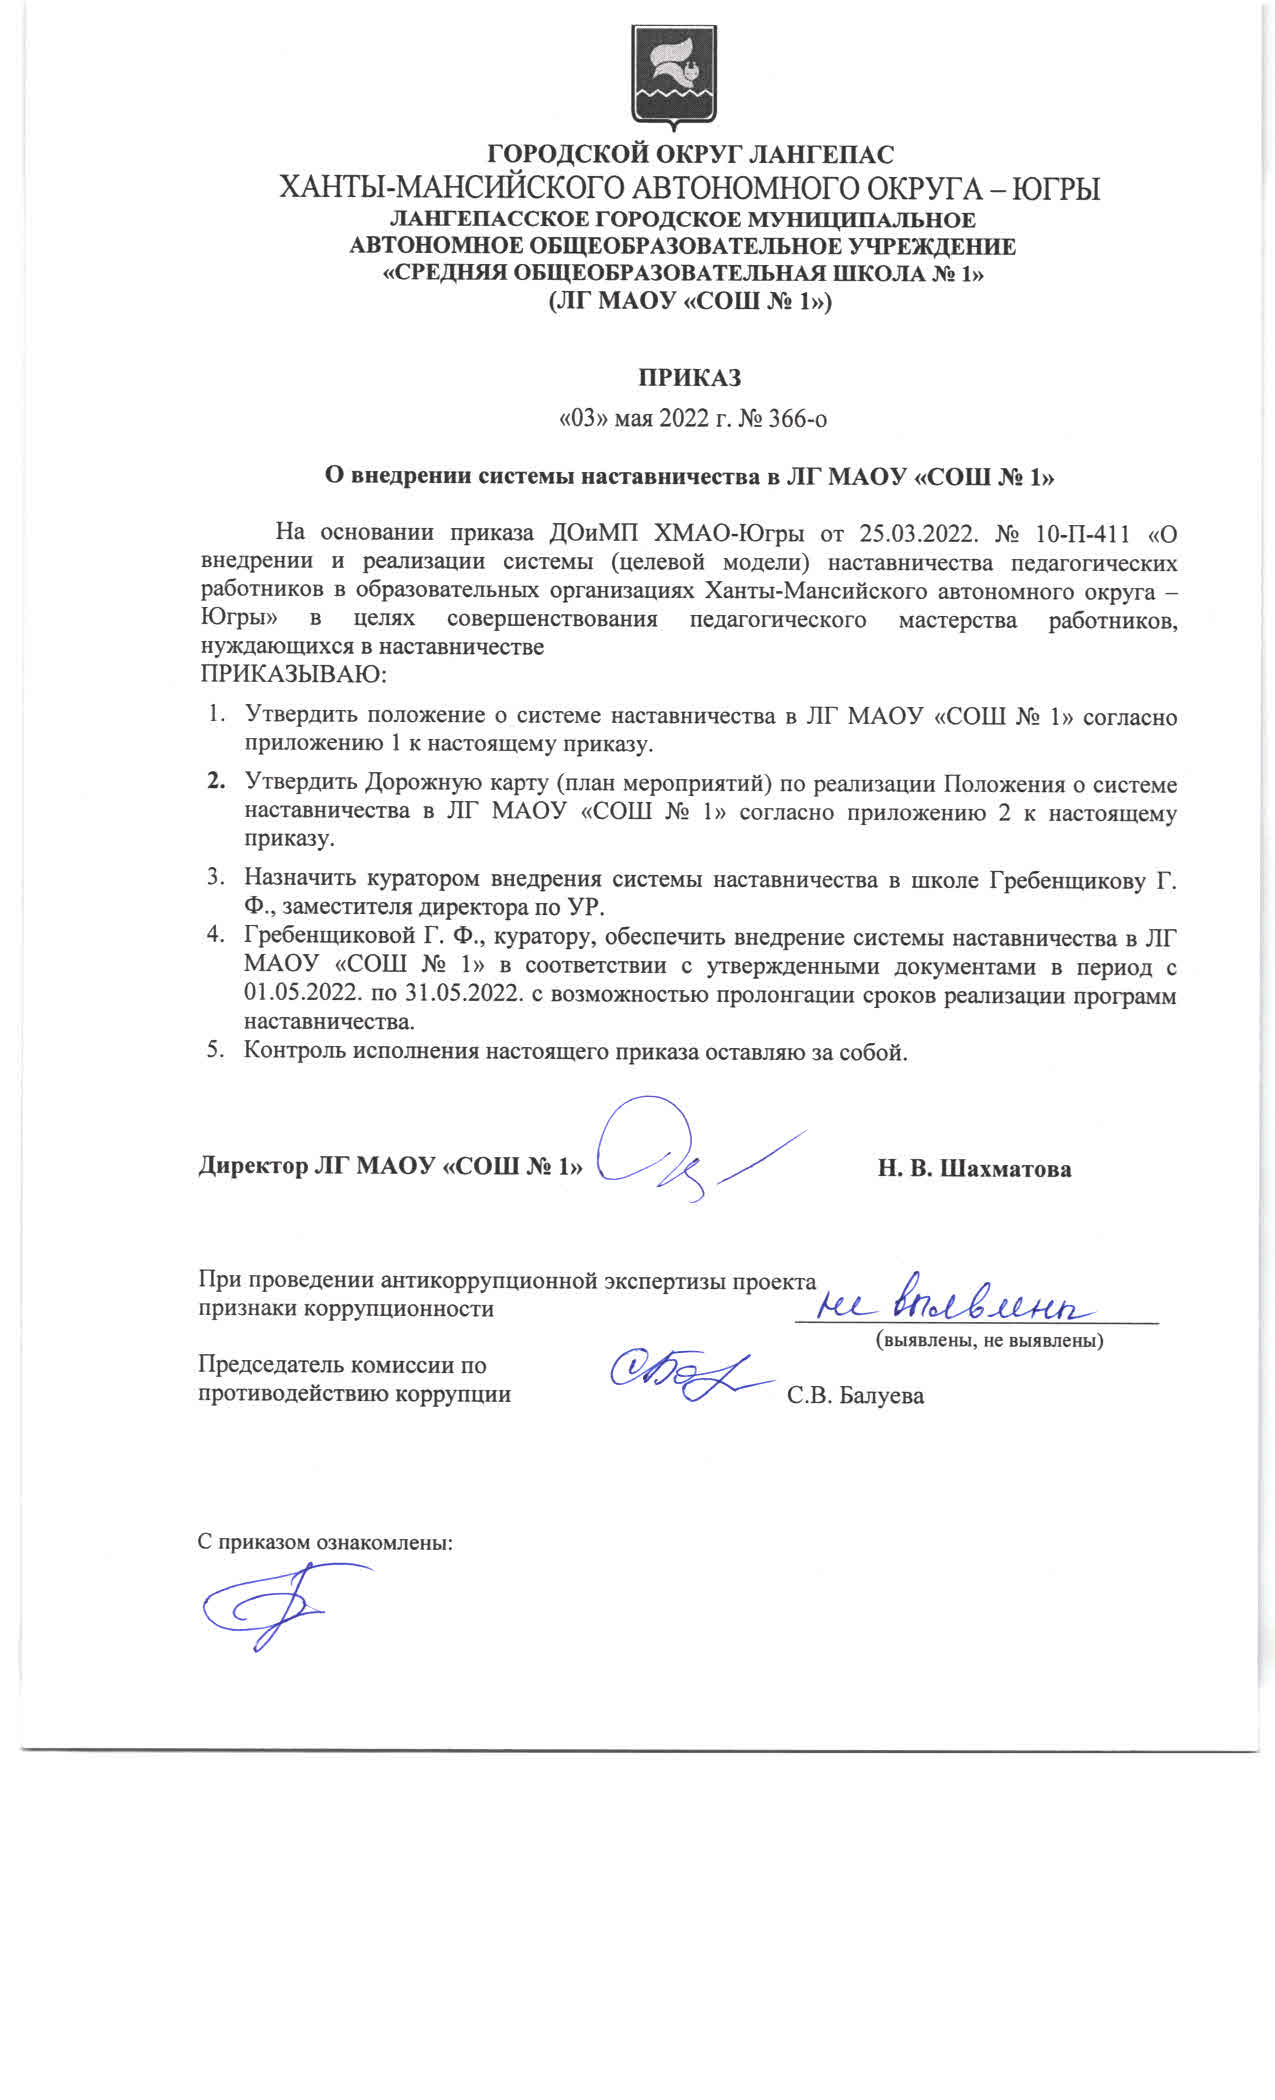 ГОРОДСКОЙ ОКРУГ ЛАНГЕПАС
ХАНТЫ-МАНСИЙСКОГО АВТОНОМНОГО ОКРУГА – ЮГРЫ
ЛАНГЕПАССКОЕ ГОРОДСКОЕ МУНИЦИПАЛЬНОЕ
АВТОНОМНОЕ ОБЩЕОБРАЗОВАТЕЛЬНОЕ УЧРЕЖДЕНИЕ
«СРЕДНЯЯ ОБЩЕОБРАЗОВАТЕЛЬНАЯ ШКОЛА № 1»
(ЛГ МАОУ «СОШ № 1»)
ПРИКАЗ
«03» мая 2022 г. № 366-о
О внедрении системы наставничества в ЛГ МАОУ «СОШ № 1»
На основании приказа ДОиМП ХМАО-Югры от 25.03.2022. № 10-П-411 «О
внедрении и реализации системы (целевой модели) наставничества педагогических
работников в образовательных организациях Ханты-Мансийского автономного округа –
Югры» в целях совершенствования педагогического мастерства работников,
нуждающихся в наставничестве
ПРИКАЗЫВАЮ:
1. Утвердить положение о системе наставничества в ЛГ МАОУ «СОШ № 1» согласно
приложению 1 к настоящему приказу.
2. Утвердить Дорожную карту (план мероприятий) по реализации Положения о системе
наставничества в ЛГ МАОУ «СОШ № 1» согласно приложению 2 к настоящему
приказу.
3. Назначить куратором внедрения системы наставничества в школе Гребенщикову Г.
Ф., заместителя директора по УР.
4. Гребенщиковой Г. Ф., куратору, обеспечить внедрение системы наставничества в ЛГ
МАОУ «СОШ № 1» в соответствии с утвержденными документами в период с
01.05.2022. по 31.05.2022. с возможностью пролонгации сроков реализации программ
наставничества.
5. Контроль исполнения настоящего приказа оставляю за собой.
Директор ЛГ МАОУ «СОШ № 1» Н. В. Шахматова
При проведении антикоррупционной экспертизы проекта
признаки коррупционности не выявлены
(выявлены, не выявлены)
Председатель комиссии по
противодействию коррупции С.В. Балуева
С приказом ознакомлены: